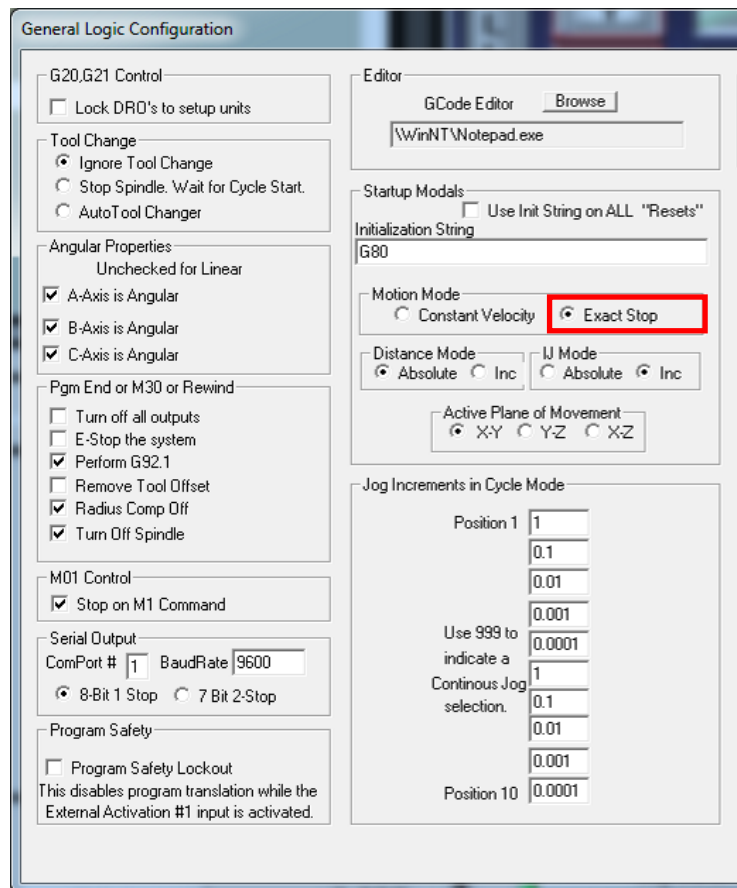 General Logic Configuration
G20,G21 Control
Lock DRO's to setup units
Tool Change
Ignore Tool Change
Stop Spindle. Wait for Cycle Start.
AutoTool Changer
Angular Properties
Unchecked for Linear
A-Axis is Angular
B-Axis is Angular
C-Axis is Angular
Pgm End or M30 or Rewind
Turn off all outputs
E-Stop the system
Perform G92.1
Remove Tool Offset
Radius Comp Off
Turn Off Spindle
M01 Control
Stop on M1 Command
Serial Output
ComPort # 1 BaudRate 9600
8-Bit 1 Stop 7 Bit 2-Stop
Program Safety
Program Safety Lockout
This disables program translation while the
External Activation #1 input is activated.
Editor
GCode Editor Browse
\WinNT\Notepad.exe
Startup Modals
Use Init String on ALL "Resets"
Initialization String
G80
Motion Mode
Constant Velocity Exact Stop
Distance Mode
Absolute Inc
IJ Mode
Absolute Inc
Active Plane of Movement
X-Y Y-Z X-Z
Jog Increments in Cycle Mode
Position 1 1
0.1
0.01
0.001
Use 999 to
indicate a
Continous Jog
selection.
0.0001
1
0.1
0.01
0.001
Position 10 0.0001